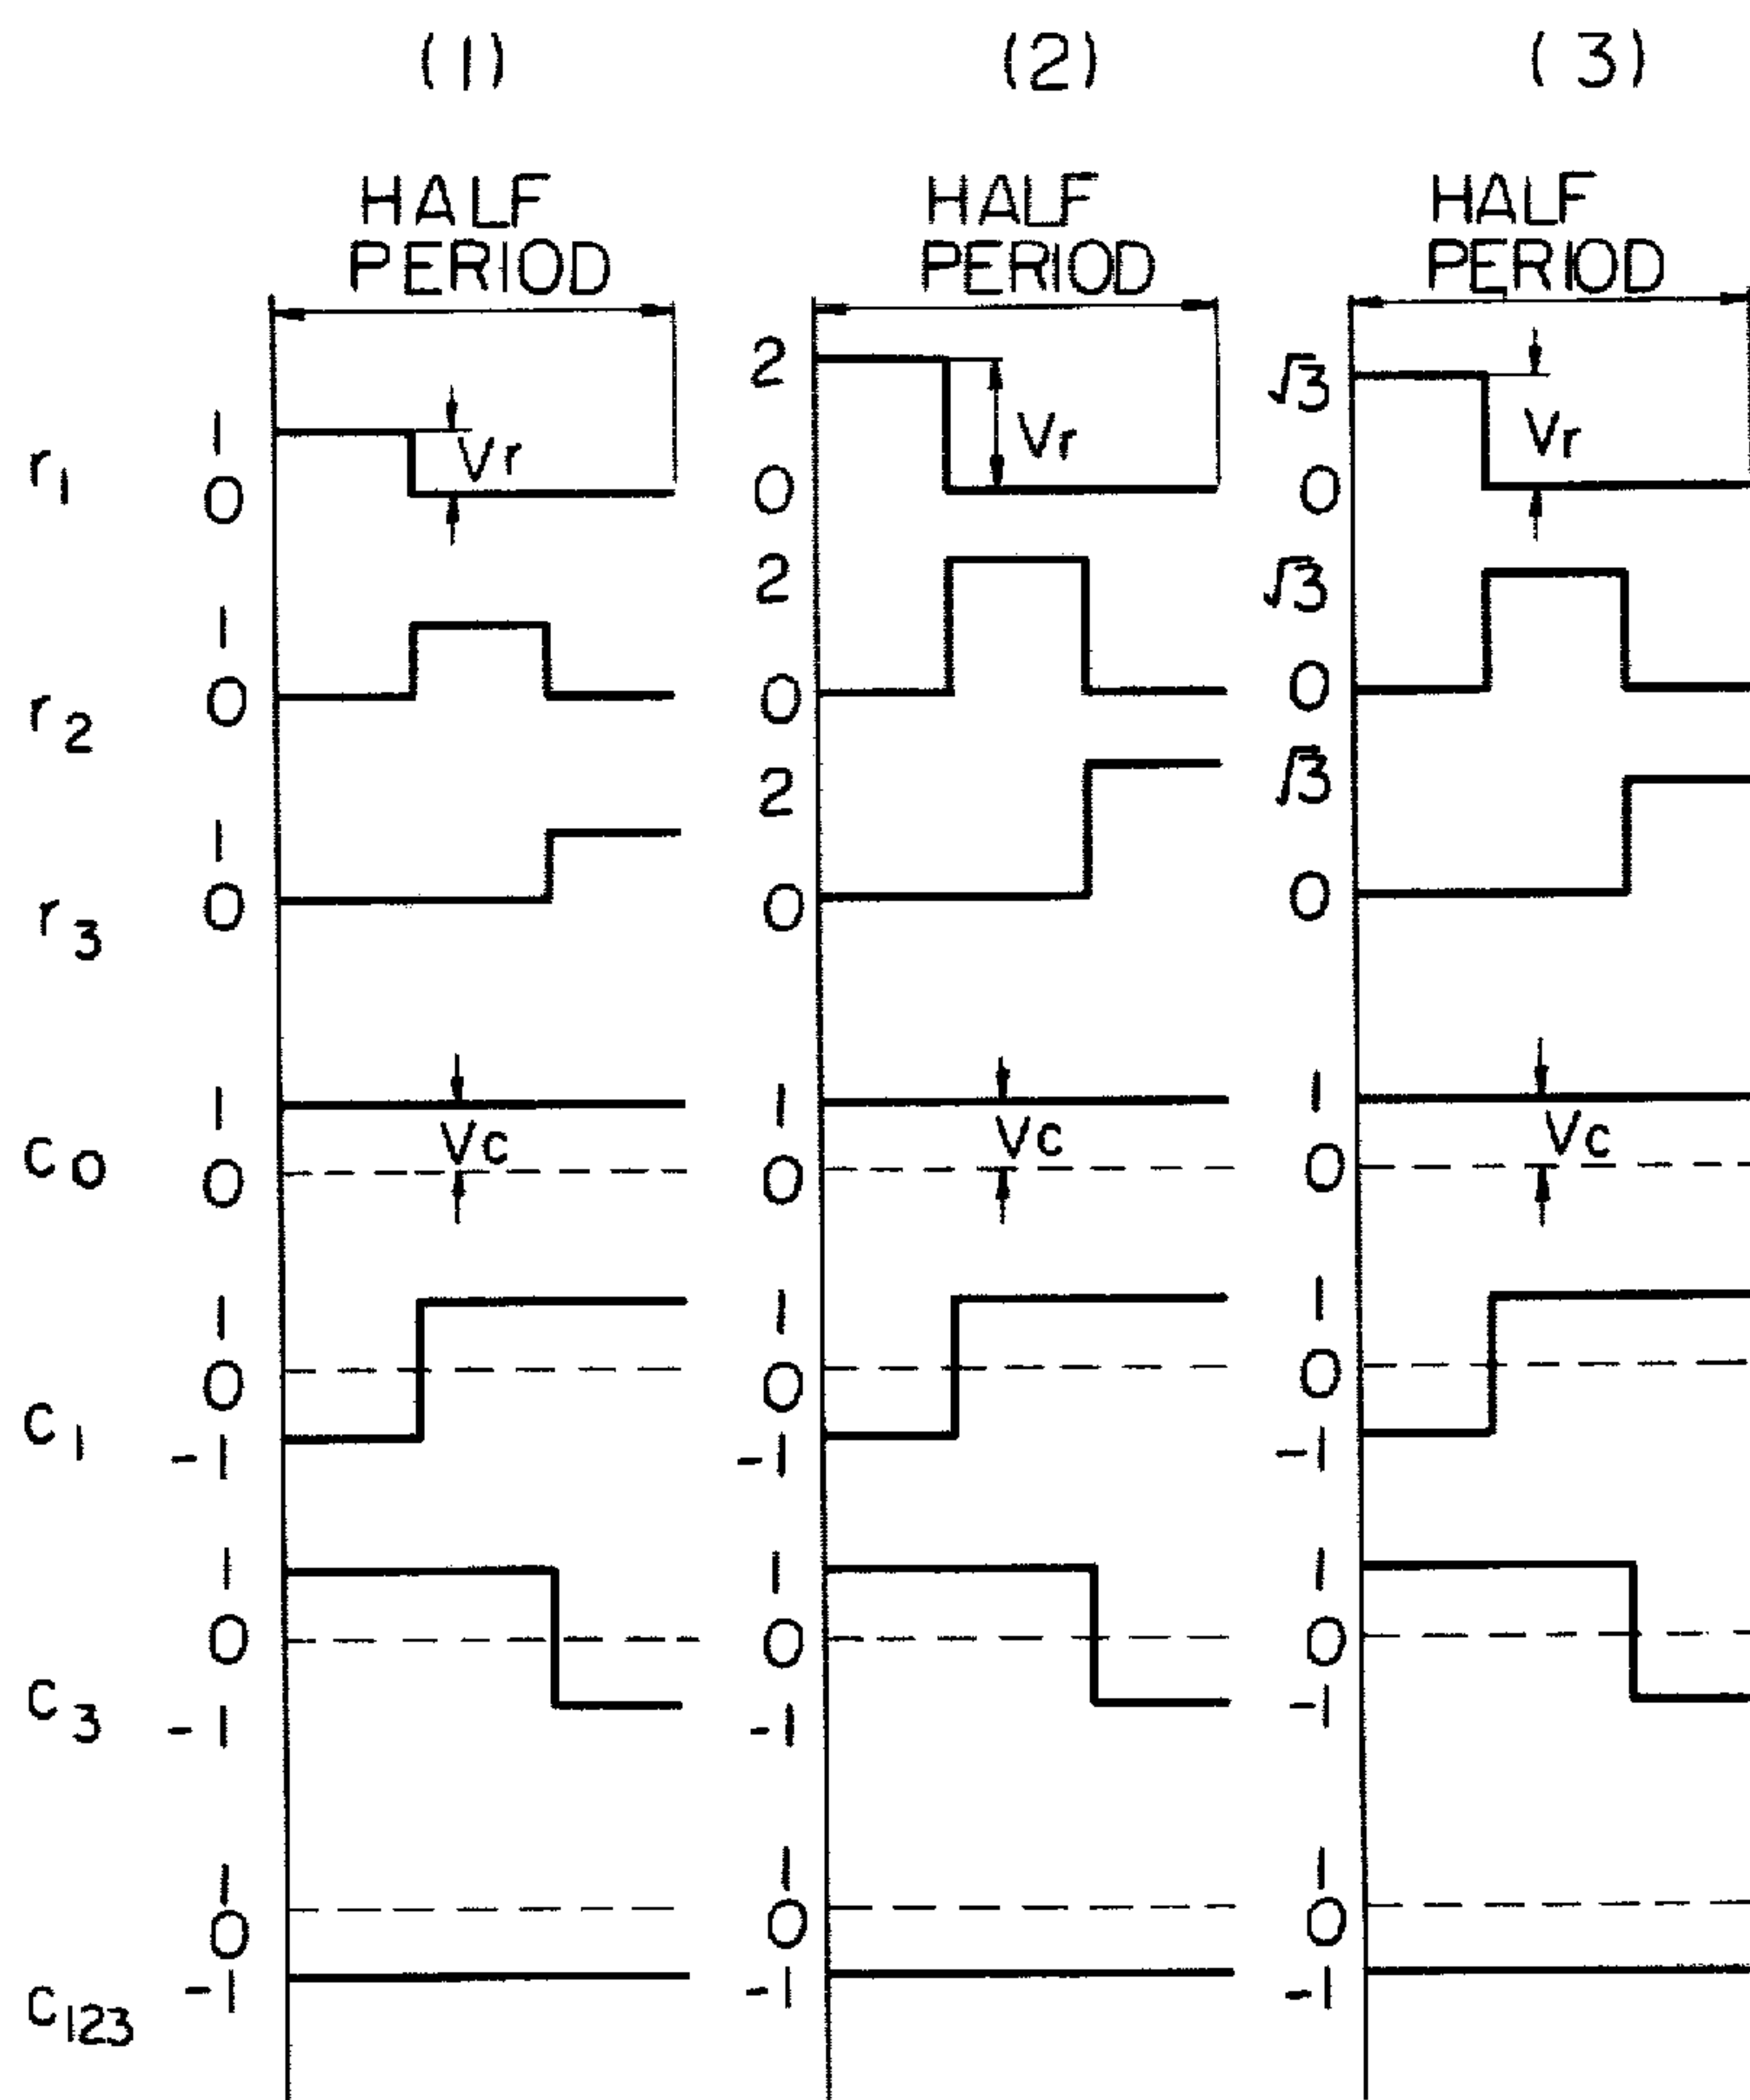 (1) (2) (3)
HALF PERIOD HALF PERIOD HALF PERIOD
r1 1 0 Vr 2 0 Vr √3 0 Vr
r2 1 0 2 0 √3 0
r3 1 0 2 0 √3 0
c0 1 0 Vc 1 0 Vc 1 0 Vc
c1 1 0 -1 1 0 -1 1 0 -1
c3 1 0 -1 1 0 -1 1 0 -1
c123 1 0 -1 1 0 -1 1 0 -1